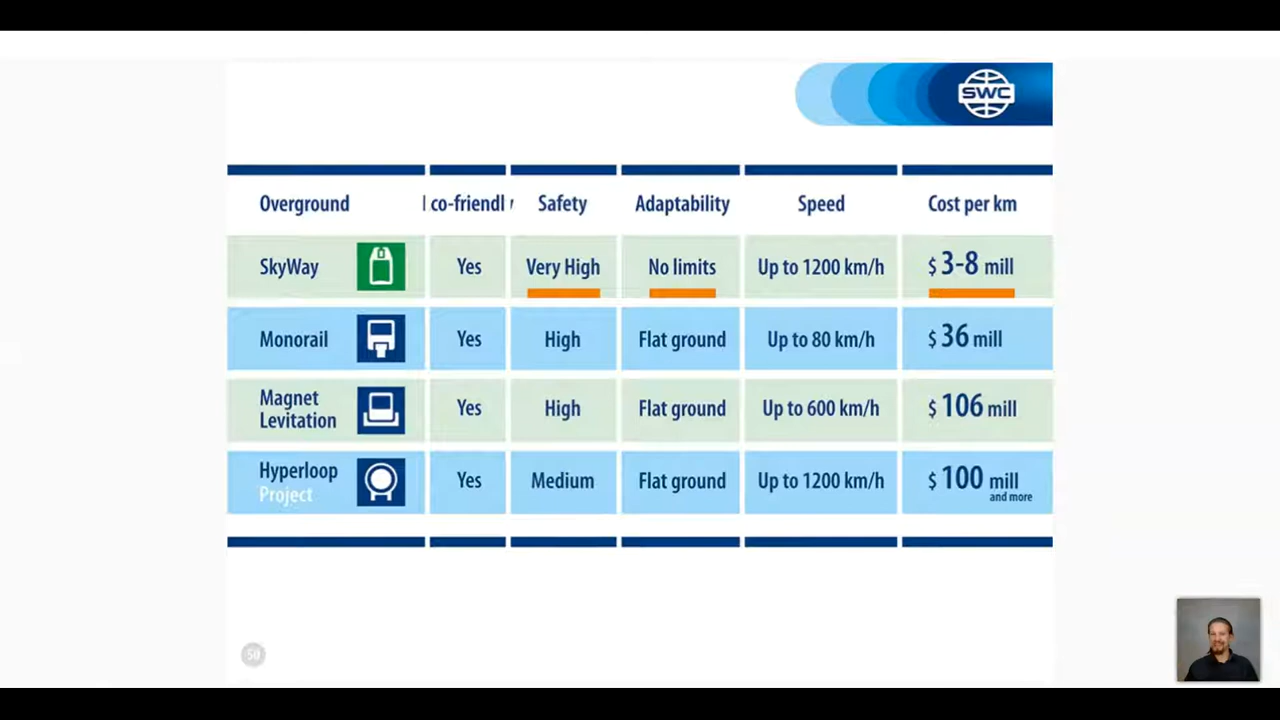 SWC
Overground Eco-friendly Safety Adaptability Speed Cost per km
SkyWay Yes Very High No limits Up to 1200 km/h $ 3-8 mill
Monorail Yes High Flat ground Up to 80 km/h $ 36 mill
Magnet
Levitation Yes High Flat ground Up to 600 km/h $ 106 mill
Hyperloop
Project Yes Medium Flat ground Up to 1200 km/h $ 100 mill
and more
50